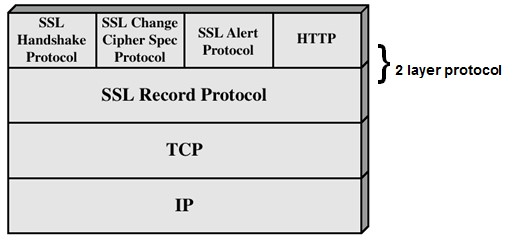 SSL
Handshake
Protocol
SSL Change
Cipher Spec
Protocol
SSL Alert
Protocol
HTTP
2 layer protocol
SSL Record Protocol
TCP
IP